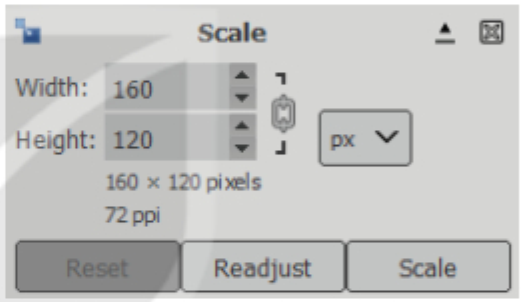 Scale
Width: 160
Height: 120
px
160 × 120 pixels
72 ppi
Reset Readjust Scale